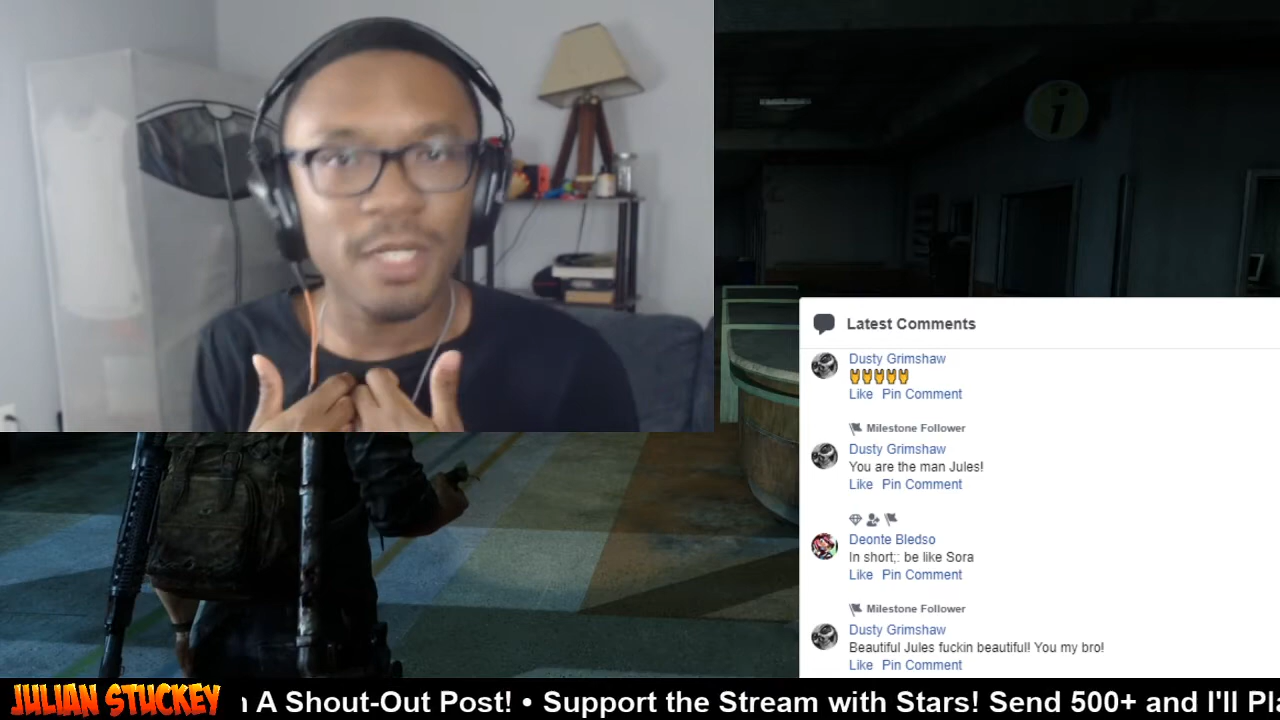 i
Latest Comments
Dusty Grimshaw
Like Pin Comment
Milestone Follower
Dusty Grimshaw
You are the man Jules!
Like Pin Comment
Deonte Bledso
In short;: be like Sora
Like Pin Comment
Milestone Follower
Dusty Grimshaw
Beautiful Jules fuckin beautiful! You my bro!
Like Pin Comment
JULIAN STUCKEY A Shout-Out Post! • Support the Stream with Stars! Send 500+ and I'll